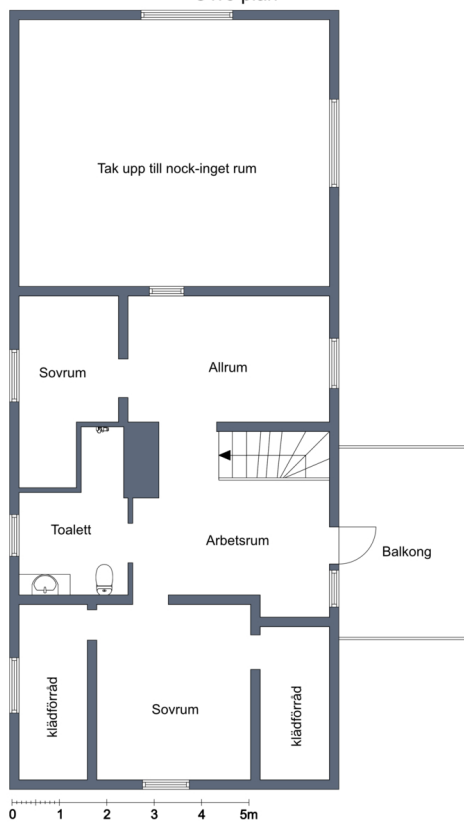 Tak upp till nock-inget rum
Sovrum
Allrum
Toalett
Arbetsrum
Balkong
klädförråd
Sovrum
klädförråd
0 1 2 3 4 5m